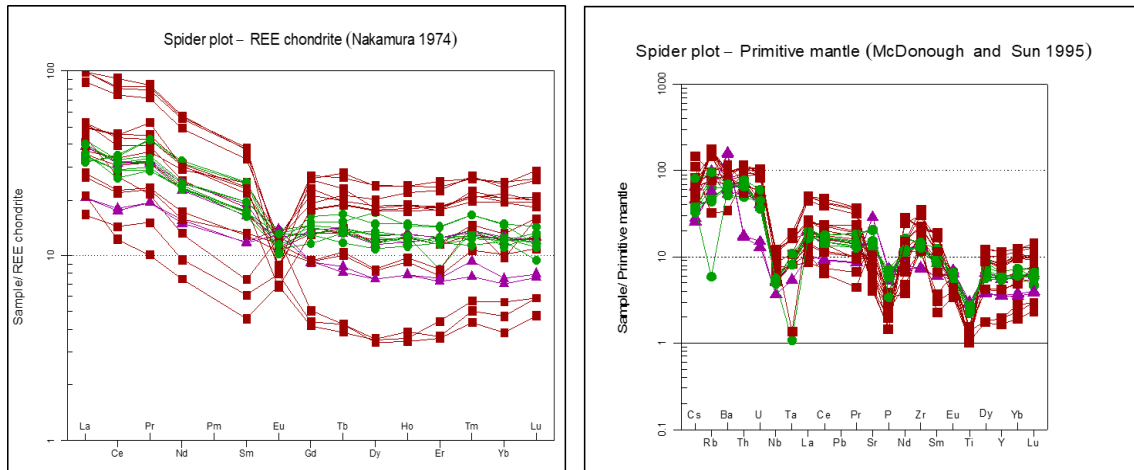 Spider plot – REE chondrite (Nakamura 1974)
Sample/ REE chondrite
100
10
1
La Pr Eu Tb Ho Tm Lu
Ce Nd Pm Sm Gd Dy Er Yb
Spider plot – Primitive mantle (McDonough and Sun 1995)
Sample/ Primitive mantle
1000
100
10
1
0.1
Cs Ba U Ta Ce Pr P Zr Eu Dy Yb
Rb Th Nb La Pb Sr Nd Sm Ti Y Lu